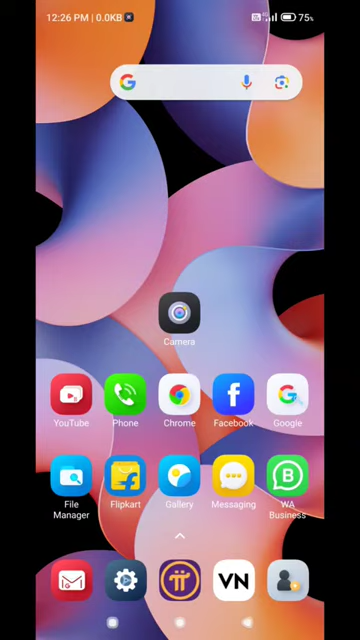 12:26 PM | 0.0KB
75%
Camera
YouTube
Phone
Chrome
Facebook
Google
File Manager
Flipkart
Gallery
Messaging
WA Business
VN